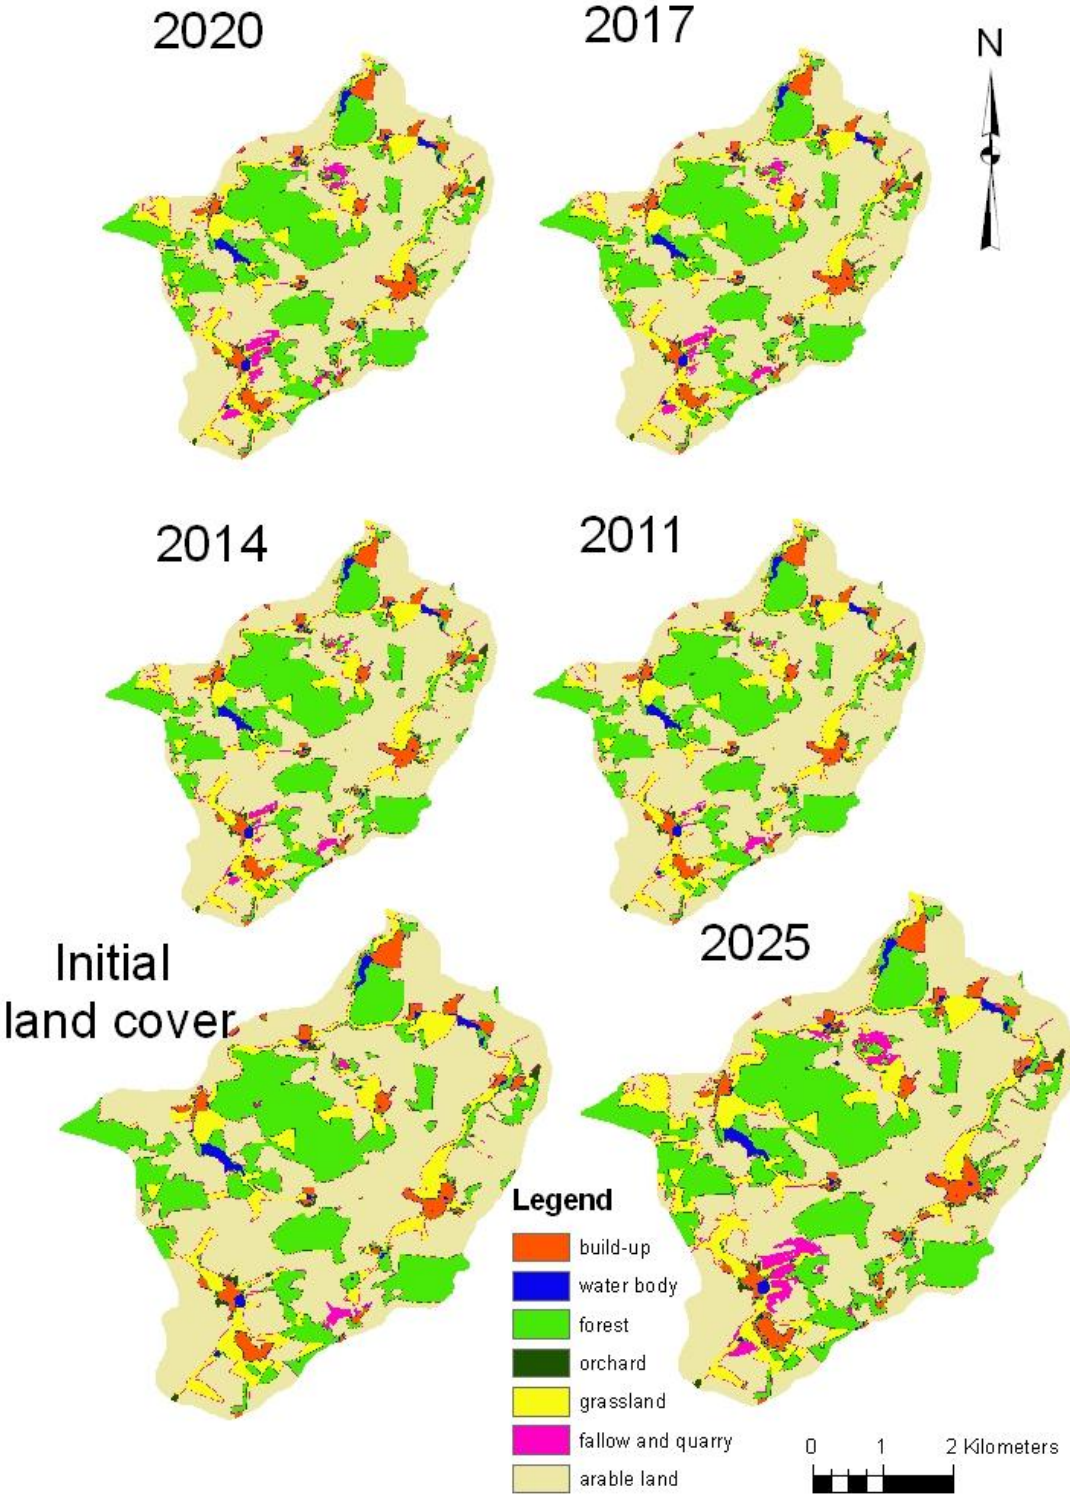 2020
2017
N
2014
2011
Initial
land cover
2025
Legend
build-up
water body
forest
orchard
grassland
fallow and quarry
arable land
0 1 2 Kilometers